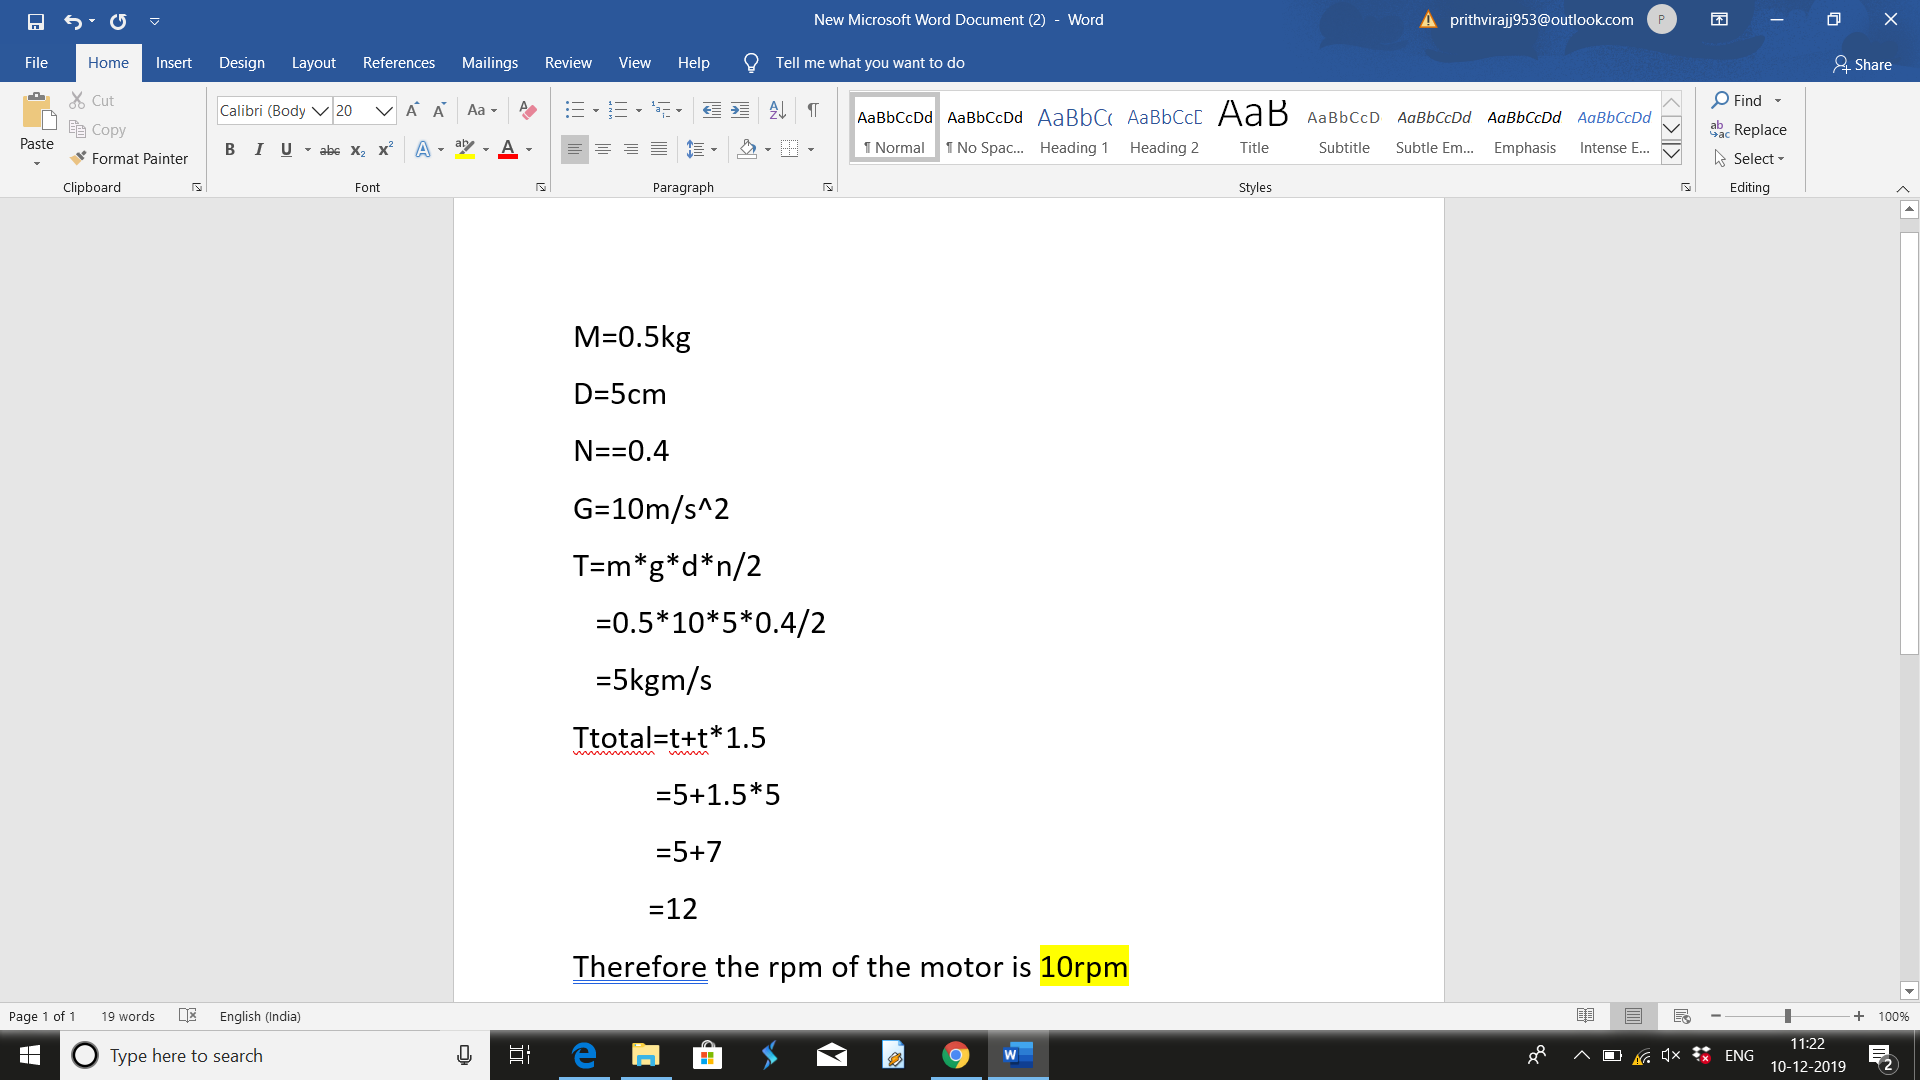 New Microsoft Word Document (2) - Word
prithvirajj953@outlook.com
P
File Home Insert Design Layout References Mailings Review View Help Tell me what you want to do
Share
Paste
Cut
Copy
Format Painter
Clipboard
Calibri (Body 20
Aa
B I U abc x₂ x²
Font
Paragraph
AaBbCcDd AaBbCcDd AaBbCc AaBbCcD AaB AaBbCcD AaBbCcDd AaBbCcDd AaBbCcDd
¶ Normal ¶ No Spac... Heading 1 Heading 2 Title Subtitle Subtle Em... Emphasis Intense E...
Styles
Find
Replace
Select
Editing
M=0.5kg
D=5cm
N==0.4
G=10m/s^2
T=m*g*d*n/2
=0.5*10*5*0.4/2
=5kgm/s
Ttotal=t+t*1.5
=5+1.5*5
=5+7
=12
Therefore the rpm of the motor is 10rpm
Page 1 of 1 19 words English (India)
100%
Type here to search
ENG
11:22
10-12-2019
2